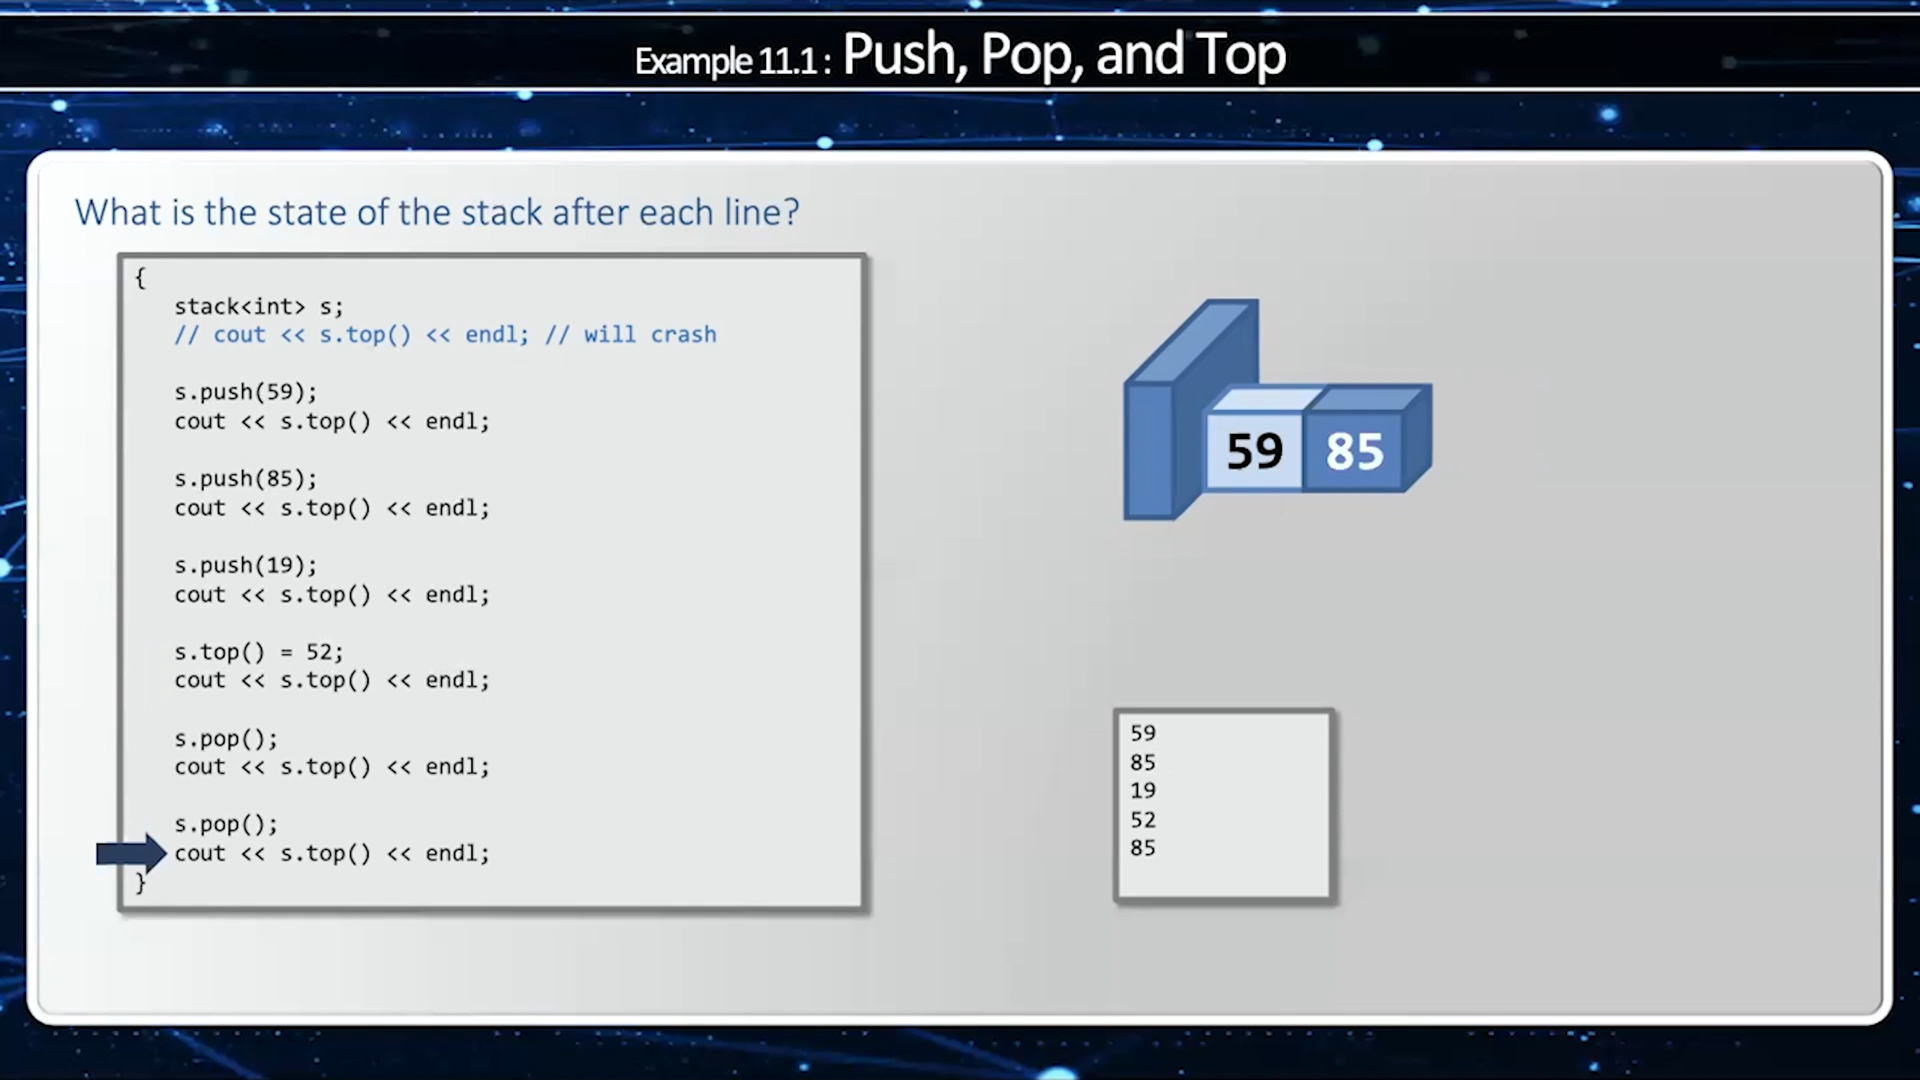 Example 11.1 : Push, Pop, and Top
What is the state of the stack after each line?
{
stack<int> s;
// cout << s.top() << endl; // will crash
s.push(59);
cout << s.top() << endl;
s.push(85);
cout << s.top() << endl;
s.push(19);
cout << s.top() << endl;
s.top() = 52;
cout << s.top() << endl;
s.pop();
cout << s.top() << endl;
s.pop();
cout << s.top() << endl;
}
59 85
59
85
19
52
85